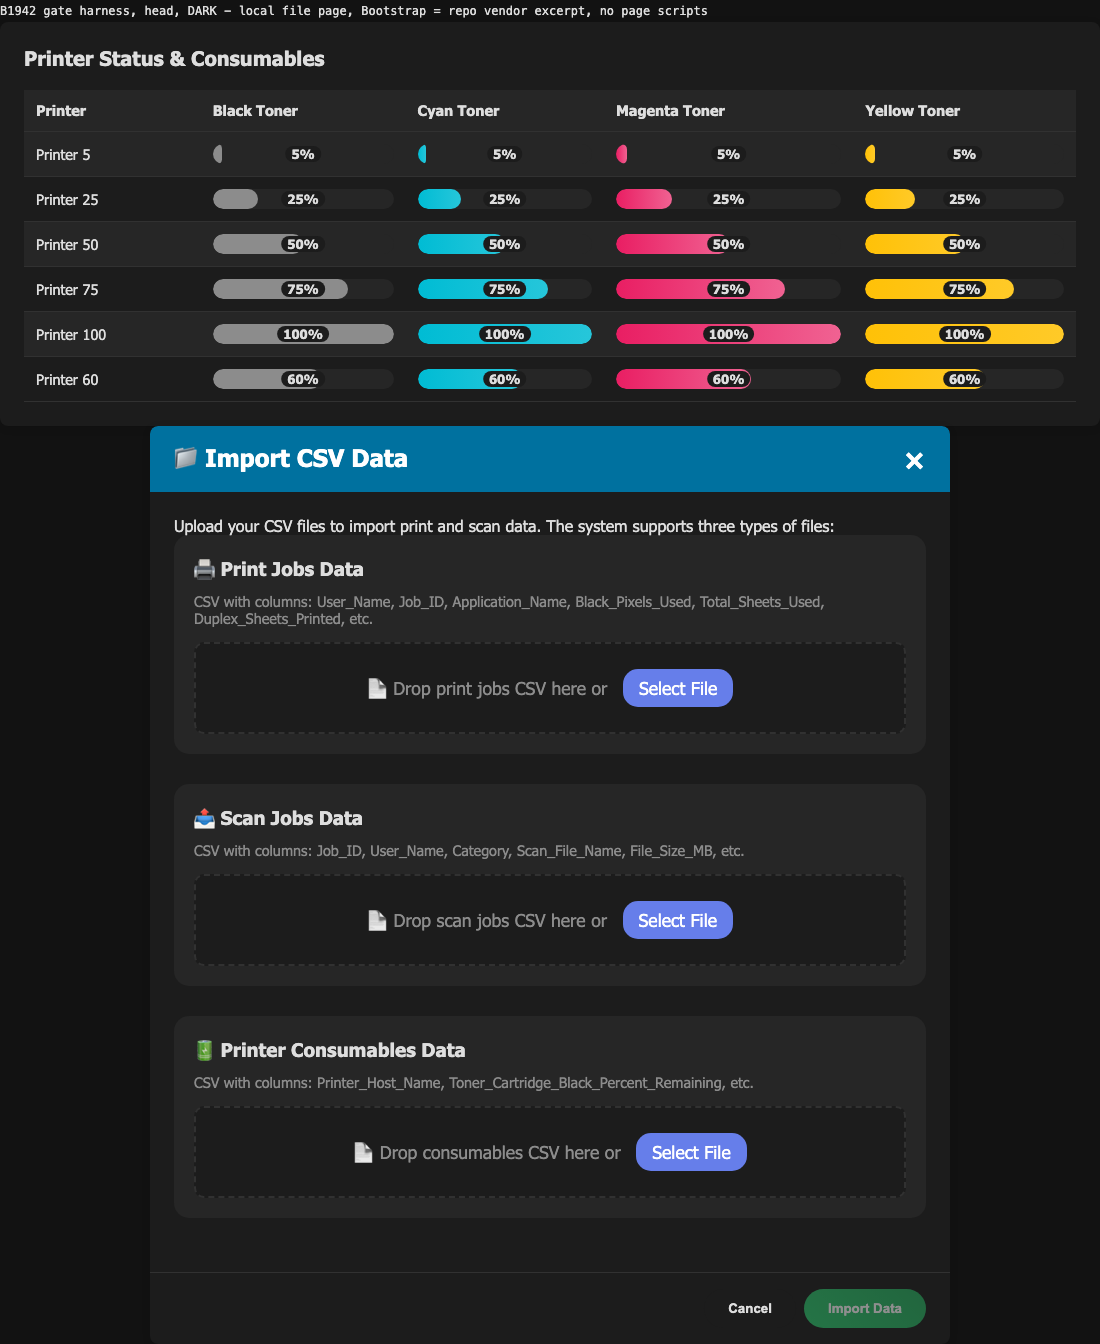 B1942 gate harness, head, DARK - local file page, Bootstrap = repo vendor excerpt, no page scripts
Printer Status & Consumables
Printer Black Toner Cyan Toner Magenta Toner Yellow Toner
Printer 5 5% 5% 5% 5%
Printer 25 25% 25% 25% 25%
Printer 50 50% 50% 50% 50%
Printer 75 75% 75% 75% 75%
Printer 100 100% 100% 100% 100%
Printer 60 60% 60% 60% 60%
Import CSV Data ×
Upload your CSV files to import print and scan data. The system supports three types of files:
Print Jobs Data
CSV with columns: User_Name, Job_ID, Application_Name, Black_Pixels_Used, Total_Sheets_Used,
Duplex_Sheets_Printed, etc.
Drop print jobs CSV here or Select File
Scan Jobs Data
CSV with columns: Job_ID, User_Name, Category, Scan_File_Name, File_Size_MB, etc.
Drop scan jobs CSV here or Select File
Printer Consumables Data
CSV with columns: Printer_Host_Name, Toner_Cartridge_Black_Percent_Remaining, etc.
Drop consumables CSV here or Select File
Cancel Import Data